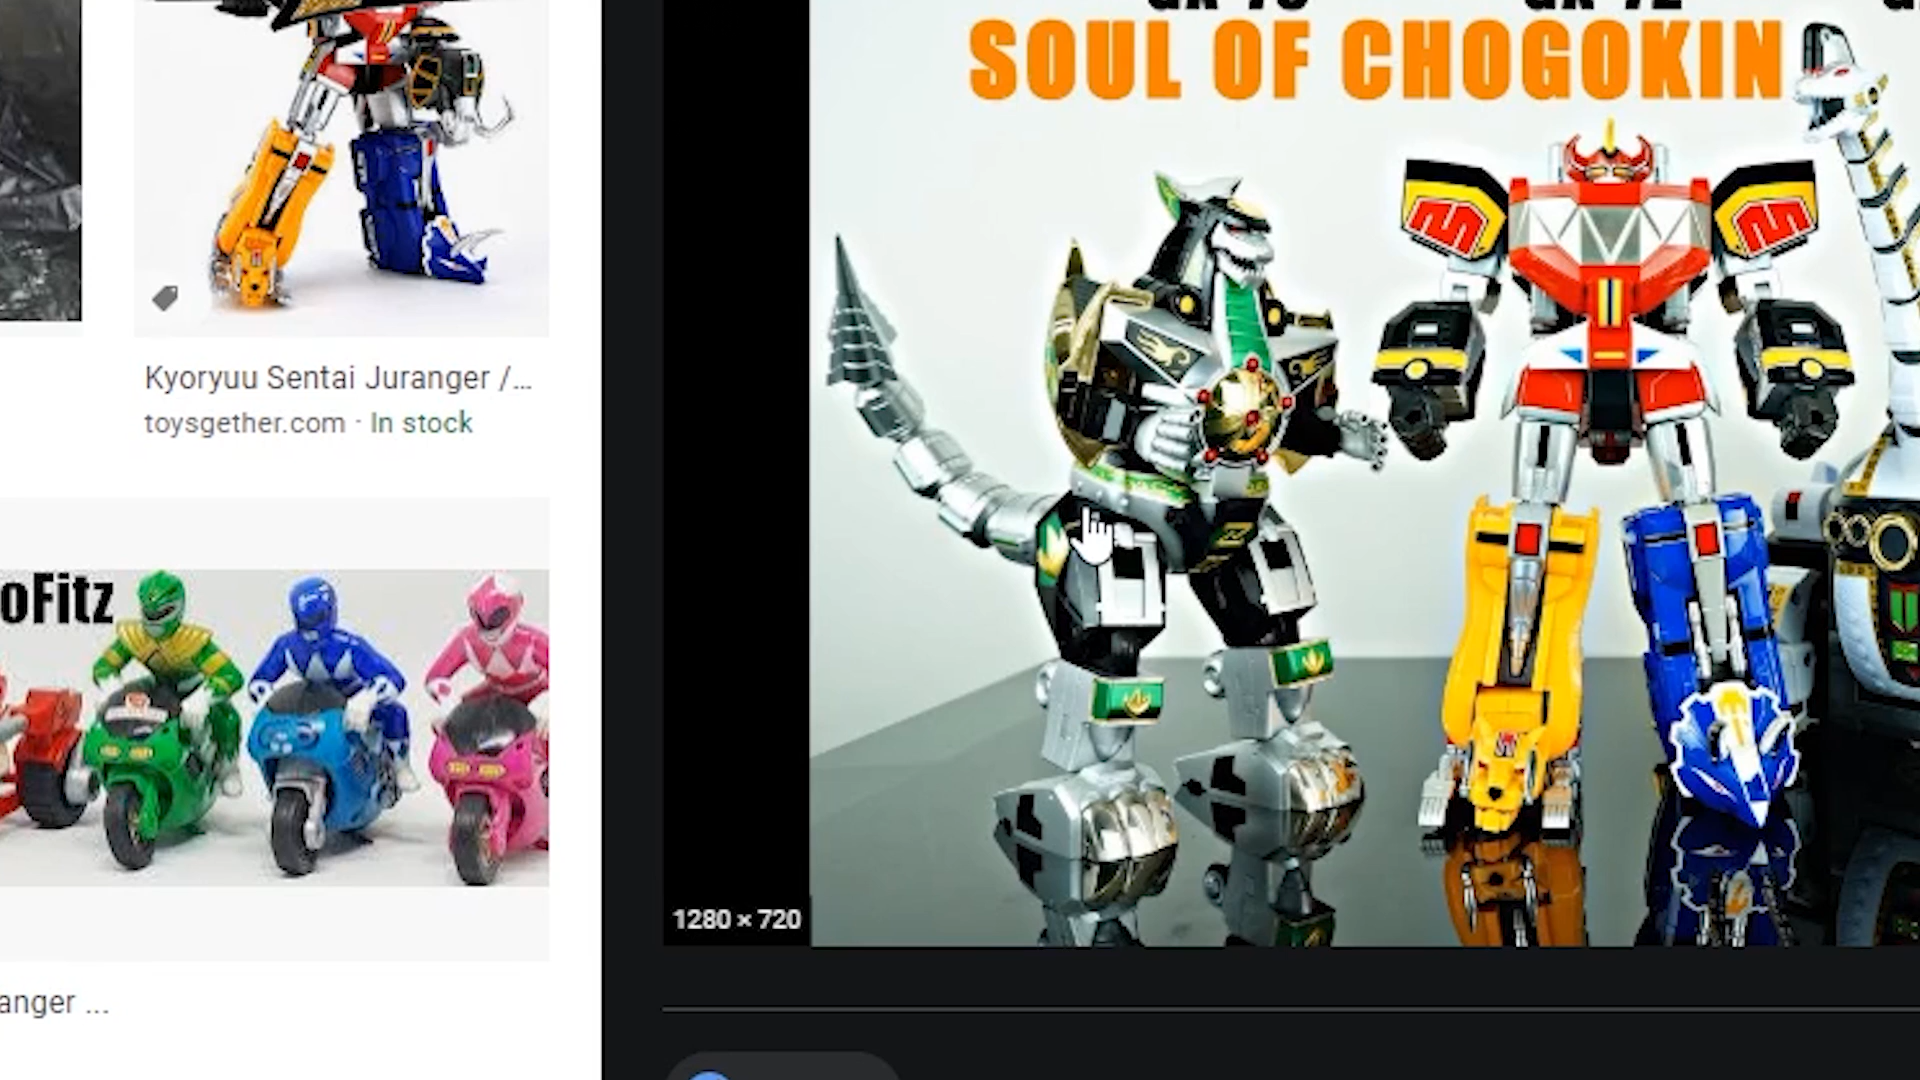 SOUL OF CHOGOKIN
Kyoryuu Sentai Juranger /...
toysgether.com · In stock
oFitz
1280 × 720
anger ...